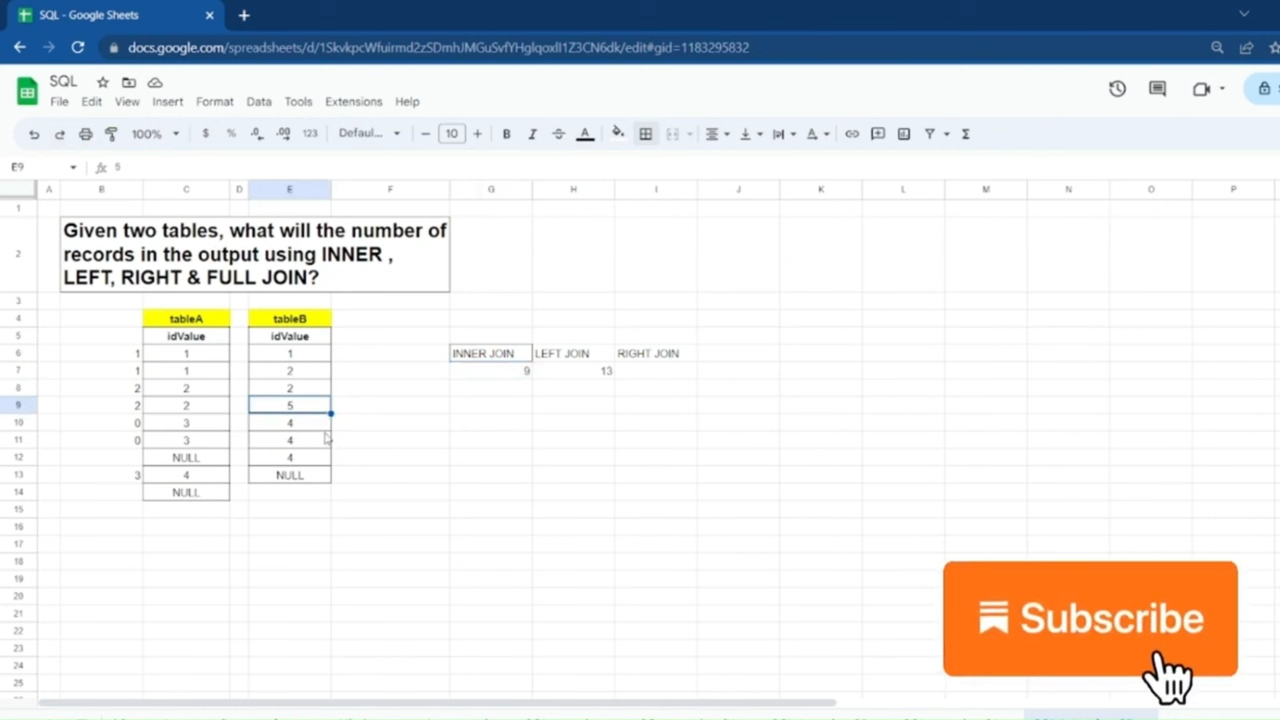 SQL - Google Sheets
docs.google.com/spreadsheets/d/1SkvkpcWfuirmd2zSDmhJMGuSvfYHglqoxdI1Z3CN6dk/edit#gid=1183295832
SQL
File Edit View Insert Format Data Tools Extensions Help
100% $ % .0 .00 123 Defaul... 10 B I A
E9 fx 5
A B C D E F G H I J K L M N O P
1
2 Given two tables, what will the number of
records in the output using INNER ,
LEFT, RIGHT & FULL JOIN?
3
4 tableA tableB
5 idValue idValue
6 1 1 1 INNER JOIN LEFT JOIN RIGHT JOIN
7 1 1 2 9 13
8 2 2 2
9 2 2 5
10 0 3 4
11 0 3 4
12 NULL 4
13 3 4 NULL
14 NULL
15
16
17
18
19
20
21
22
23
24
25
Subscribe